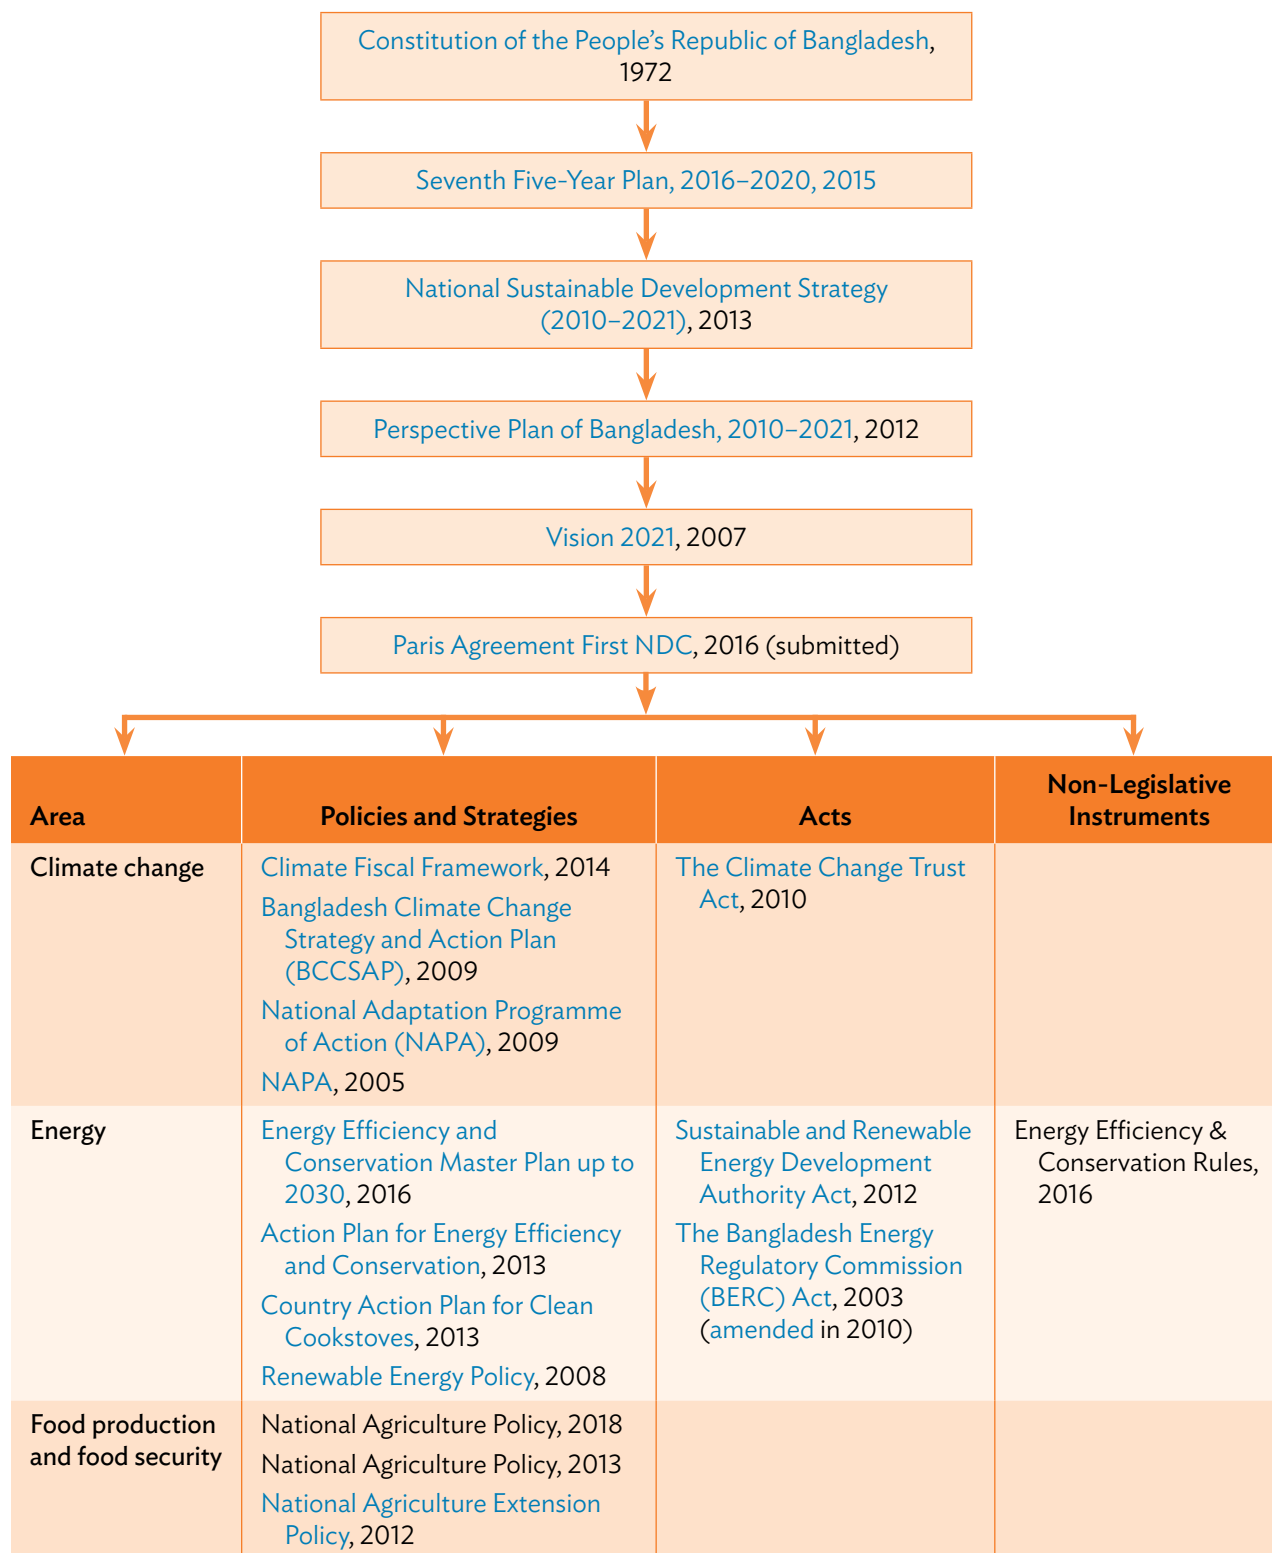 Constitution of the People's Republic of Bangladesh,
1972
Seventh Five-Year Plan, 2016–2020, 2015
National Sustainable Development Strategy
(2010–2021), 2013
Perspective Plan of Bangladesh, 2010–2021, 2012
Vision 2021, 2007
Paris Agreement First NDC, 2016 (submitted)
Area
Policies and Strategies
Acts
Non-Legislative
Instruments
Climate change
Climate Fiscal Framework, 2014
Bangladesh Climate Change
Strategy and Action Plan
(BCCSAP), 2009
National Adaptation Programme
of Action (NAPA), 2009
NAPA, 2005
The Climate Change Trust
Act, 2010
Energy
Energy Efficiency and
Conservation Master Plan up to
2030, 2016
Action Plan for Energy Efficiency
and Conservation, 2013
Country Action Plan for Clean
Cookstoves, 2013
Renewable Energy Policy, 2008
Sustainable and Renewable
Energy Development
Authority Act, 2012
The Bangladesh Energy
Regulatory Commission
(BERC) Act, 2003
(amended in 2010)
Energy Efficiency &
Conservation Rules,
2016
Food production
and food security
National Agriculture Policy, 2018
National Agriculture Policy, 2013
National Agriculture Extension
Policy, 2012